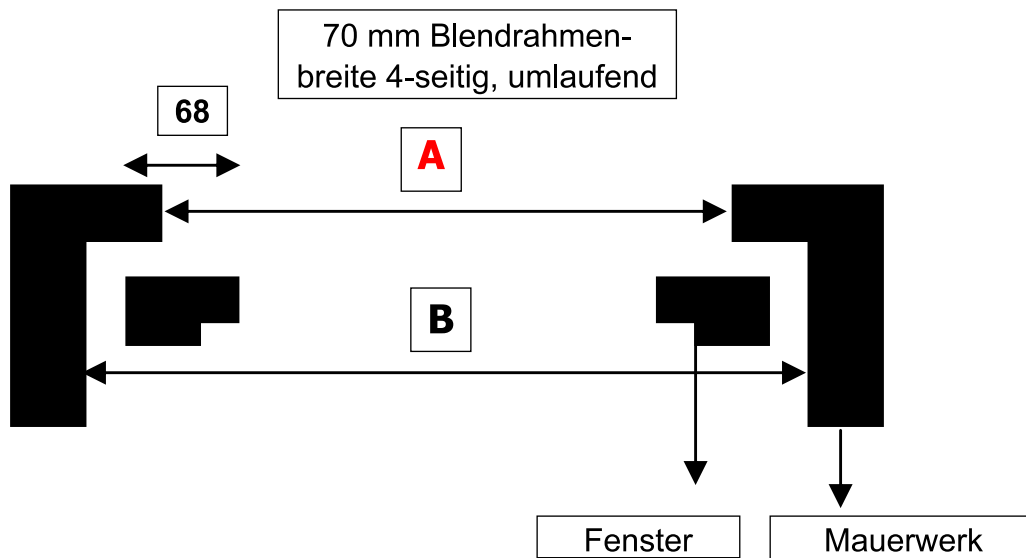 70 mm Blendrahmen-
breite 4-seitig, umlaufend
68
A
B
Fenster
Mauerwerk